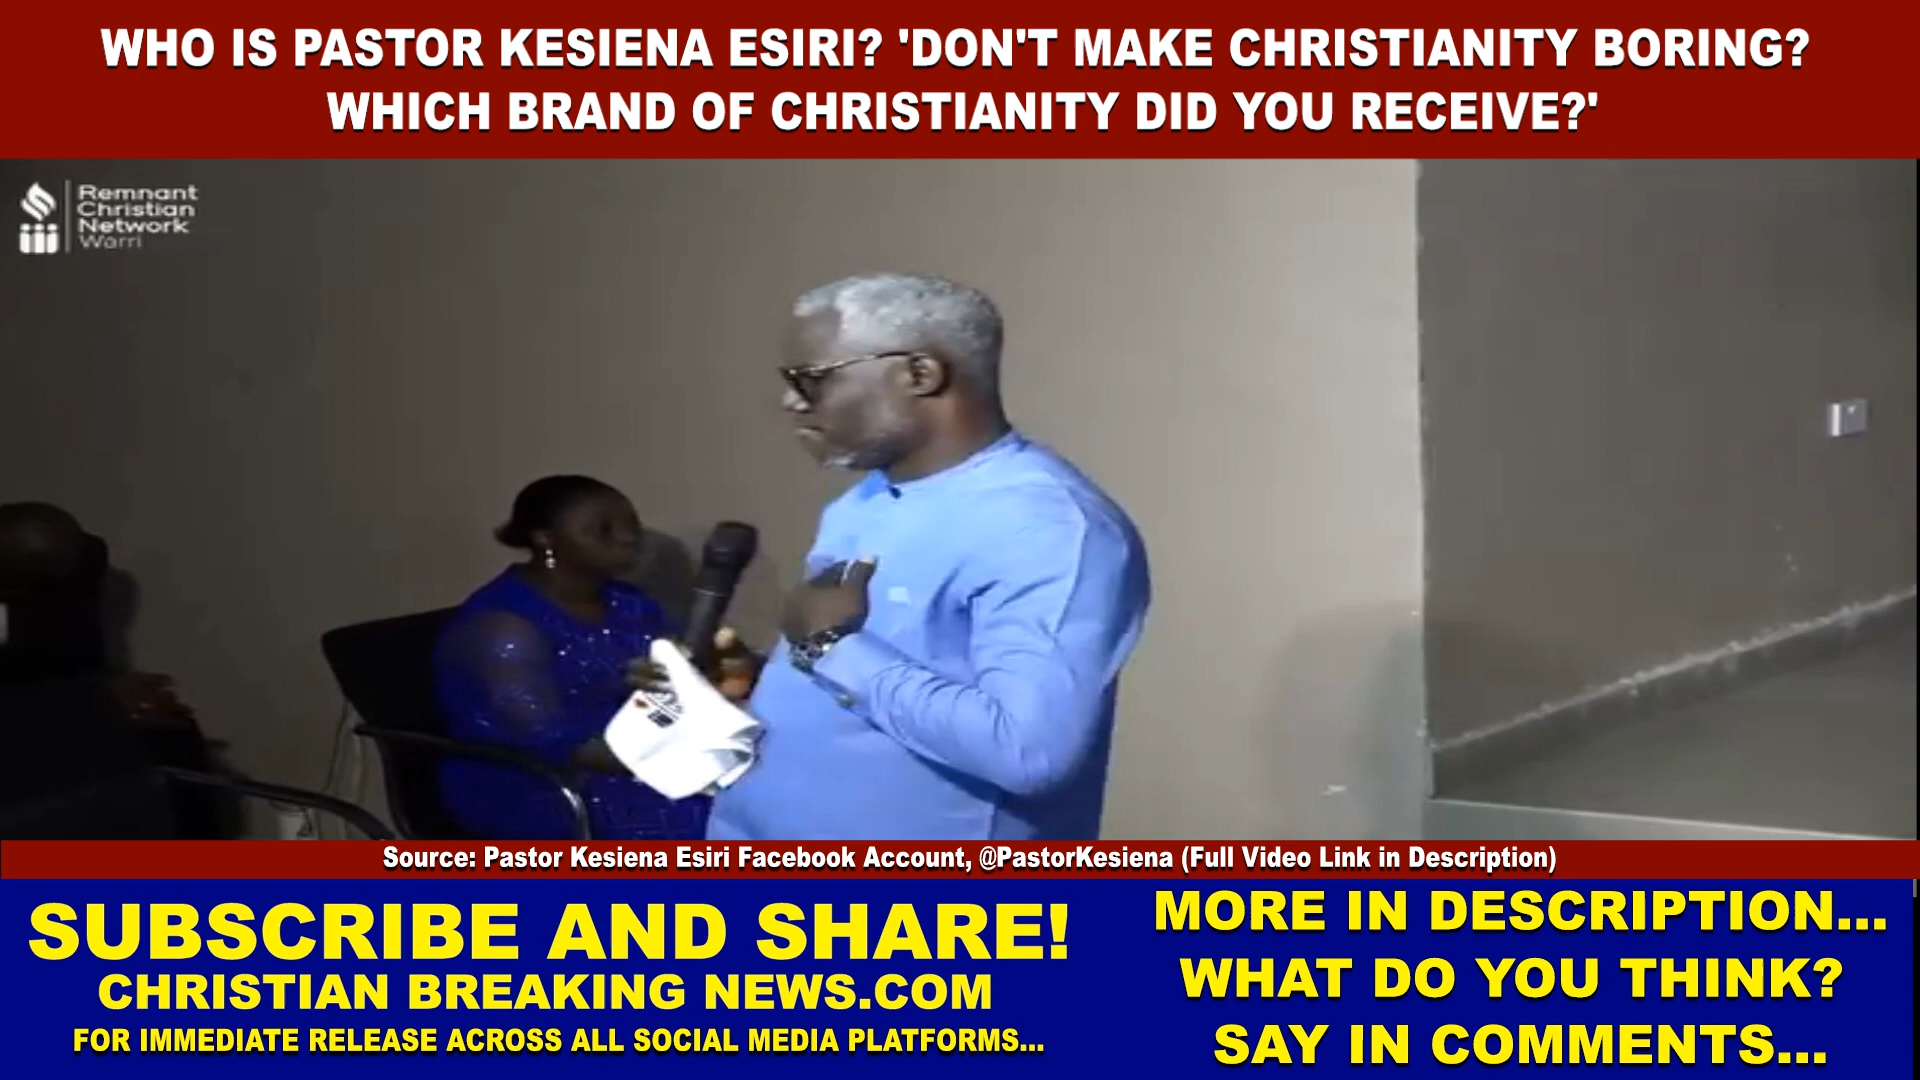 WHO IS PASTOR KESIENA ESIRI? 'DON'T MAKE CHRISTIANITY BORING?
WHICH BRAND OF CHRISTIANITY DID YOU RECEIVE?'
Remnant
Christian
Network
Warri
Source: Pastor Kesiena Esiri Facebook Account, @PastorKesiena (Full Video Link in Description)
SUBSCRIBE AND SHARE!
CHRISTIAN BREAKING NEWS.COM
FOR IMMEDIATE RELEASE ACROSS ALL SOCIAL MEDIA PLATFORMS...
MORE IN DESCRIPTION...
WHAT DO YOU THINK?
SAY IN COMMENTS...